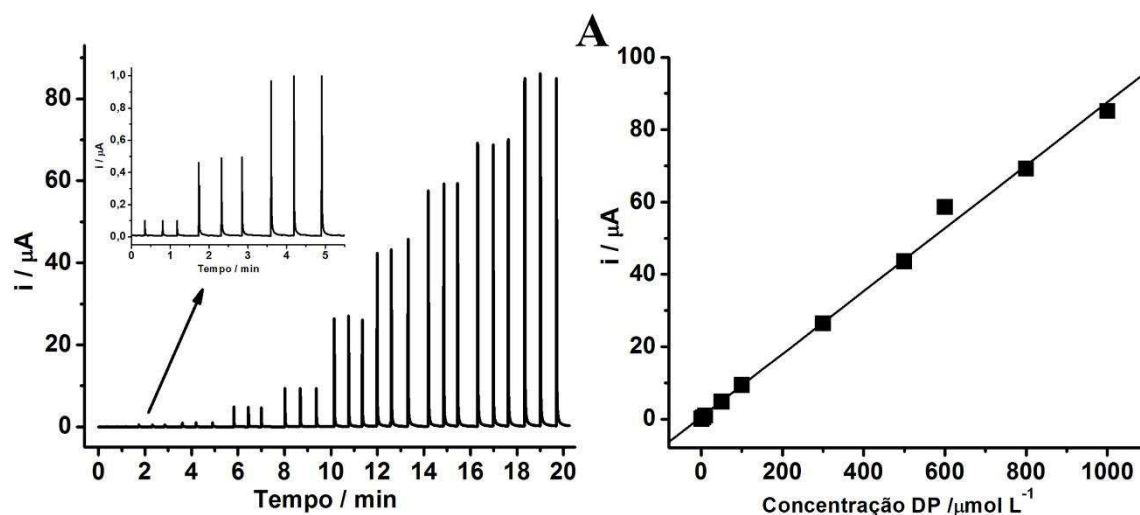 A
i / μA
80
60
40
20
0
0 2 4 6 8 10 12 14 16 18 20
Tempo / min
i / μA
1,0
0,8
0,6
0,4
0,2
0,0
0 1 2 3 4 5
Tempo / min
i / μA
100
80
60
40
20
0
0 200 400 600 800 1000
Concentração DP /μmol L⁻¹